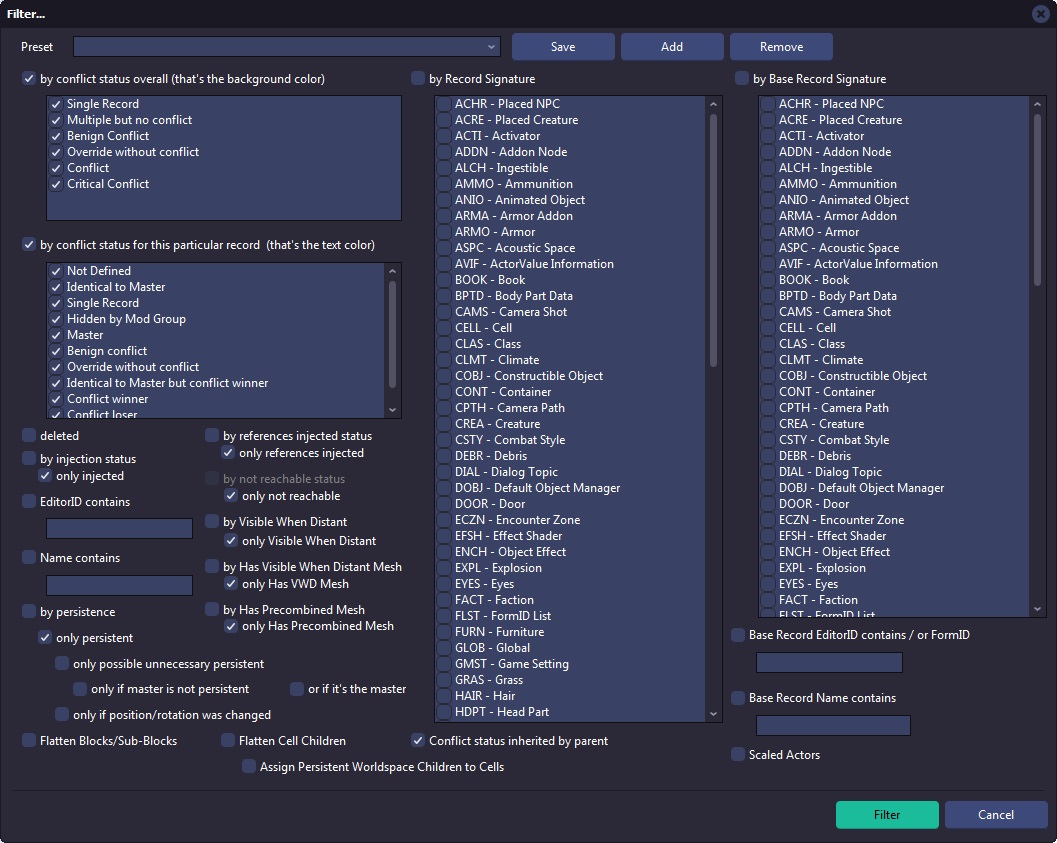 Filter...
Preset
Save
Add
Remove
by conflict status overall (that's the background color)
Single Record
Multiple but no conflict
Benign Conflict
Override without conflict
Conflict
Critical Conflict
by conflict status for this particular record (that's the text color)
Not Defined
Identical to Master
Single Record
Hidden by Mod Group
Master
Benign conflict
Override without conflict
Identical to Master but conflict winner
Conflict winner
Conflict loser
deleted
by injection status
only injected
EditorID contains
Name contains
by persistence
only persistent
only possible unnecessary persistent
only if master is not persistent
or if it's the master
only if position/rotation was changed
by references injected status
only references injected
by not reachable status
only not reachable
by Visible When Distant
only Visible When Distant
by Has Visible When Distant Mesh
only Has VWD Mesh
by Has Precombined Mesh
only Has Precombined Mesh
Flatten Blocks/Sub-Blocks
Flatten Cell Children
Assign Persistent Worldspace Children to Cells
by Record Signature
ACHR - Placed NPC
ACRE - Placed Creature
ACTI - Activator
ADDN - Addon Node
ALCH - Ingestible
AMMO - Ammunition
ANIO - Animated Object
ARMA - Armor Addon
ARMO - Armor
ASPC - Acoustic Space
AVIF - ActorValue Information
BOOK - Book
BPTD - Body Part Data
CAMS - Camera Shot
CELL - Cell
CLAS - Class
CLMT - Climate
COBJ - Constructible Object
CONT - Container
CPTH - Camera Path
CREA - Creature
CSTY - Combat Style
DEBR - Debris
DIAL - Dialog Topic
DOBJ - Default Object Manager
DOOR - Door
ECZN - Encounter Zone
EFSH - Effect Shader
ENCH - Object Effect
EXPL - Explosion
EYES - Eyes
FACT - Faction
FLST - FormID List
FURN - Furniture
GLOB - Global
GMST - Game Setting
GRAS - Grass
HAIR - Hair
HDPT - Head Part
Conflict status inherited by parent
by Base Record Signature
ACHR - Placed NPC
ACRE - Placed Creature
ACTI - Activator
ADDN - Addon Node
ALCH - Ingestible
AMMO - Ammunition
ANIO - Animated Object
ARMA - Armor Addon
ARMO - Armor
ASPC - Acoustic Space
AVIF - ActorValue Information
BOOK - Book
BPTD - Body Part Data
CAMS - Camera Shot
CELL - Cell
CLAS - Class
CLMT - Climate
COBJ - Constructible Object
CONT - Container
CPTH - Camera Path
CREA - Creature
CSTY - Combat Style
DEBR - Debris
DIAL - Dialog Topic
DOBJ - Default Object Manager
DOOR - Door
ECZN - Encounter Zone
EFSH - Effect Shader
ENCH - Object Effect
EXPL - Explosion
EYES - Eyes
FACT - Faction
FLST - FormID List
Base Record EditorID contains / or FormID
Base Record Name contains
Scaled Actors
Filter
Cancel